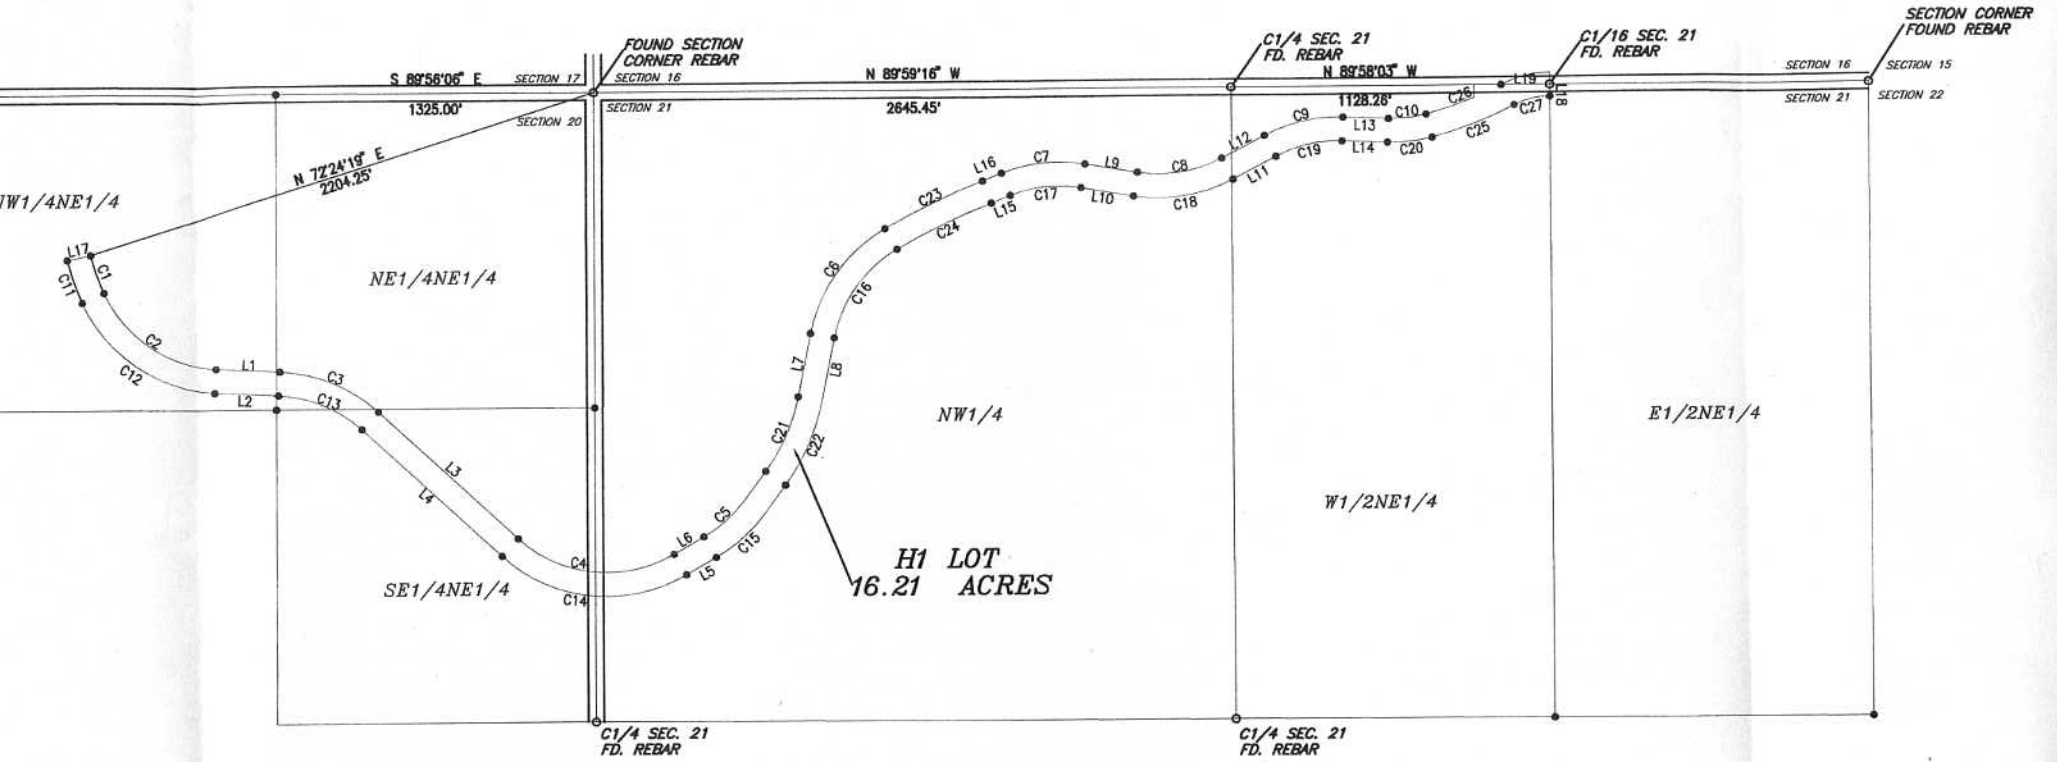 SECTION CORNER
FOUND REBAR
FOUND SECTION
CORNER REBAR
C1/4 SEC. 21
FD. REBAR
C1/16 SEC. 21
FD. REBAR
S 89°56'06" E
SECTION 17
SECTION 16
N 89°59'16" W
N 89°58'03" W
L19
SECTION 16
SECTION 15
1325.00'
SECTION 20
SECTION 21
2645.45'
1128.26'
C10
C26
C27
L18
SECTION 21
SECTION 22
N 72°24'19" E
2204.25'
NW1/4NE1/4
L16
C7
L9
C8
L12
C9
L13
C19
L14
C20
C25
C23
L15
C17
L10
C18
L11
C24
L17
C1
C11
NE1/4NE1/4
C6
C16
C2
C12
L1
L2
C3
C13
L7
L8
NW1/4
E1/2NE1/4
L3
L4
C21
C22
W1/2NE1/4
C5
L6
C15
L5
C4
C14
SE1/4NE1/4
H1 LOT
16.21 ACRES
C1/4 SEC. 21
FD. REBAR
C1/4 SEC. 21
FD. REBAR